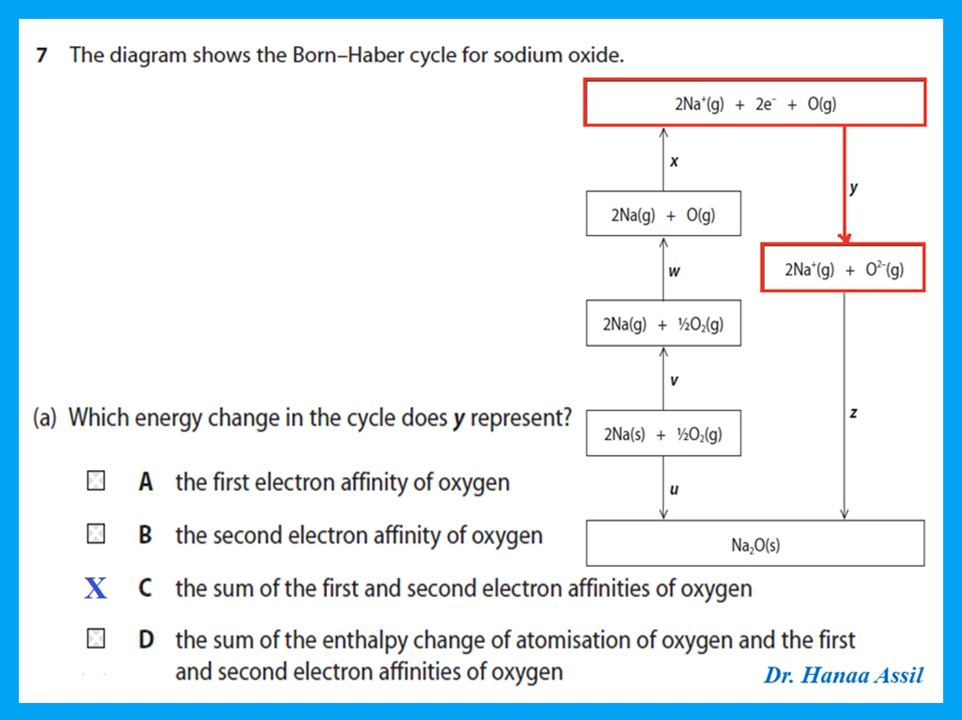 7 The diagram shows the Born–Haber cycle for sodium oxide.
2Na⁺(g) + 2e⁻ + O(g)
x
y
2Na(g) + O(g)
w
2Na⁺(g) + O²⁻(g)
2Na(g) + ½O₂(g)
v
z
(a) Which energy change in the cycle does y represent?
2Na(s) + ½O₂(g)
u
A the first electron affinity of oxygen
B the second electron affinity of oxygen
Na₂O(s)
X C the sum of the first and second electron affinities of oxygen
D the sum of the enthalpy change of atomisation of oxygen and the first
and second electron affinities of oxygen
Dr. Hanaa Assil